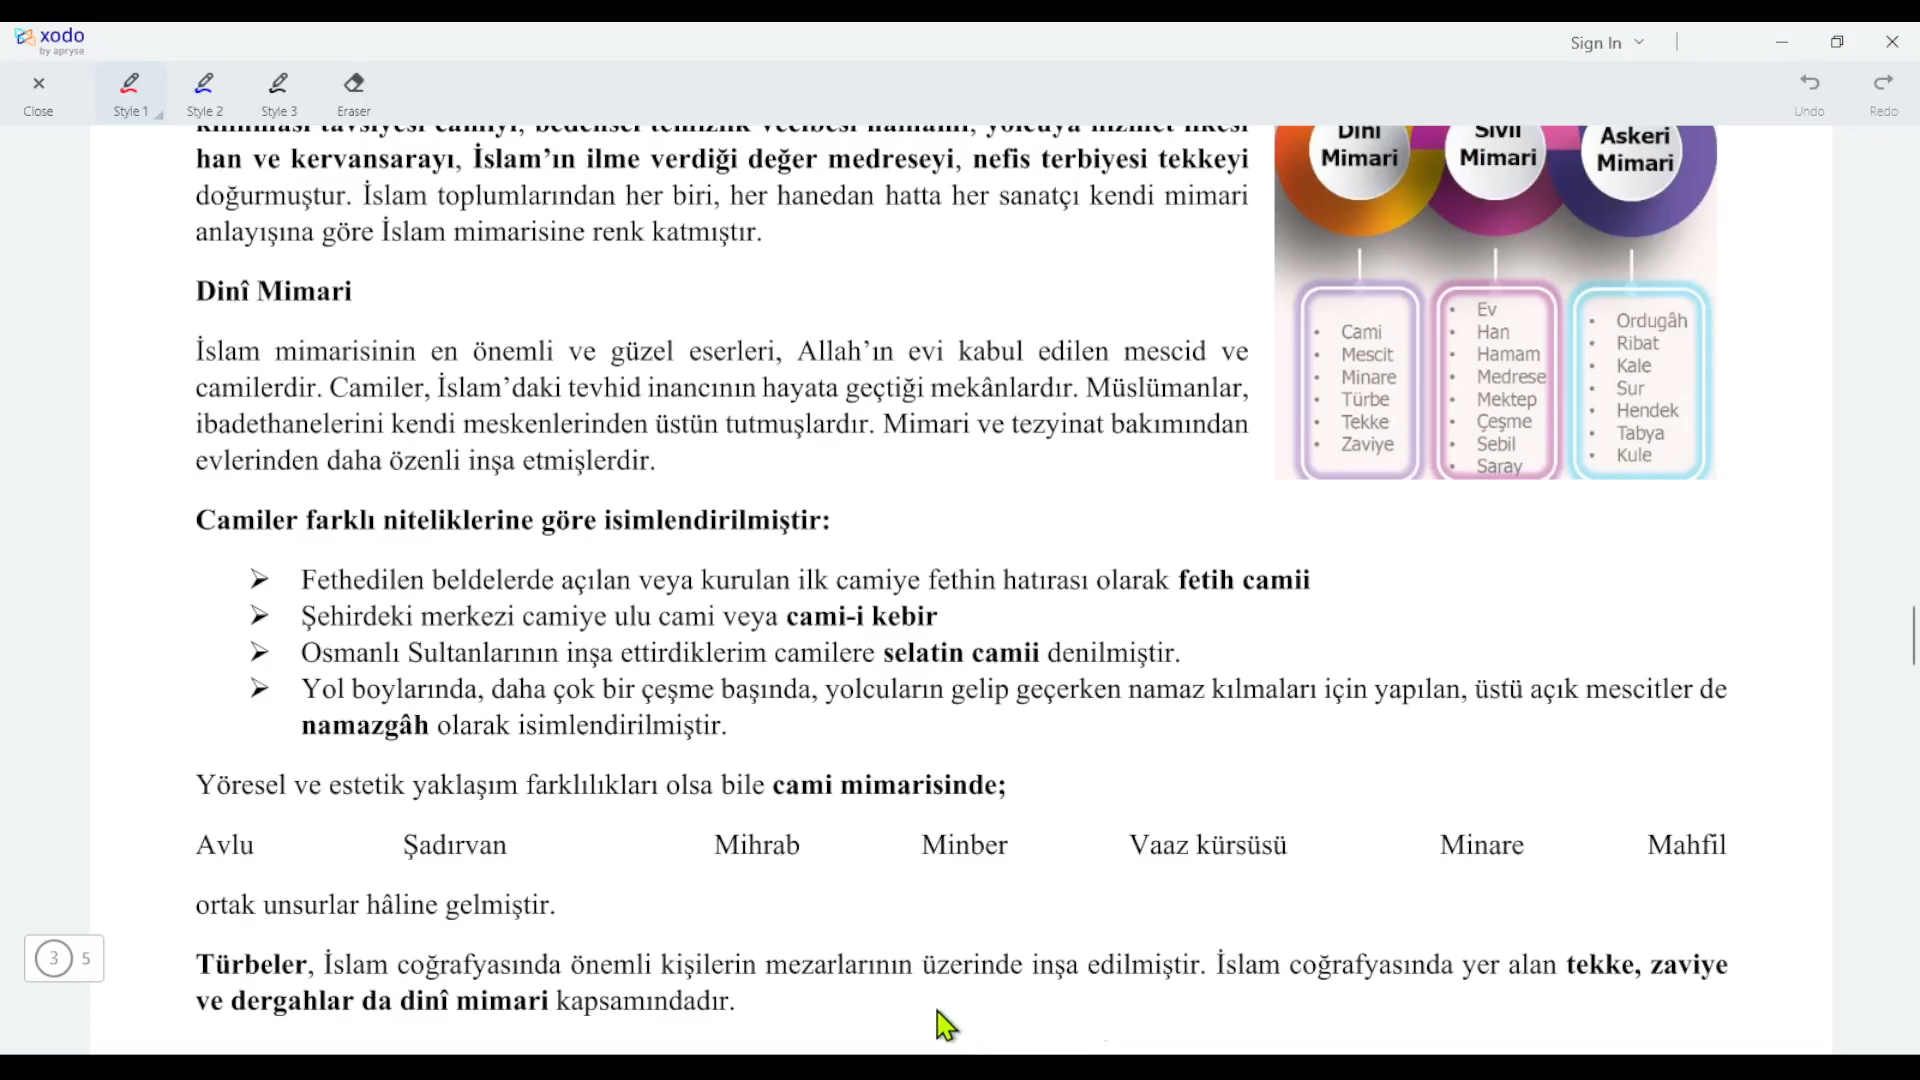 xodo
by apryse
Sign In
Close
Style 1
Style 2
Style 3
Eraser
Undo
Redo
kılınması tavsiyesi camiyi, bedensel temizlik vecibesi hamamı, yolcuya hizmet ilkesi
han ve kervansarayı, İslam’ın ilme verdiği değer medreseyi, nefis terbiyesi tekkeyi
doğurmuştur. İslam toplumlarından her biri, her hanedan hatta her sanatçı kendi mimari
anlayışına göre İslam mimarisine renk katmıştır.
Dinî Mimari
İslam mimarisinin en önemli ve güzel eserleri, Allah’ın evi kabul edilen mescid ve
camilerdir. Camiler, İslam’daki tevhid inancının hayata geçtiği mekânlardır. Müslümanlar,
ibadethanelerini kendi meskenlerinden üstün tutmuşlardır. Mimari ve tezyinat bakımından
evlerinden daha özenli inşa etmişlerdir.
Dini
Mimari
Sivil
Mimari
Askeri
Mimari
• Cami
• Mescit
• Minare
• Türbe
• Tekke
• Zaviye
• Ev
• Han
• Hamam
• Medrese
• Mektep
• Çeşme
• Sebil
• Saray
• Ordugâh
• Ribat
• Kale
• Sur
• Hendek
• Tabya
• Kule
Camiler farklı niteliklerine göre isimlendirilmiştir:
➢ Fethedilen beldelerde açılan veya kurulan ilk camiye fethin hatırası olarak fetih camii
➢ Şehirdeki merkezi camiye ulu cami veya cami-i kebir
➢ Osmanlı Sultanlarının inşa ettirdiklerim camilere selatin camii denilmiştir.
➢ Yol boylarında, daha çok bir çeşme başında, yolcuların gelip geçerken namaz kılmaları için yapılan, üstü açık mescitler de
namazgâh olarak isimlendirilmiştir.
Yöresel ve estetik yaklaşım farklılıkları olsa bile cami mimarisinde;
Avlu Şadırvan Mihrab Minber Vaaz kürsüsü Minare Mahfil
ortak unsurlar hâline gelmiştir.
Türbeler, İslam coğrafyasında önemli kişilerin mezarlarının üzerinde inşa edilmiştir. İslam coğrafyasında yer alan tekke, zaviye
ve dergahlar da dinî mimari kapsamındadır.
3 5